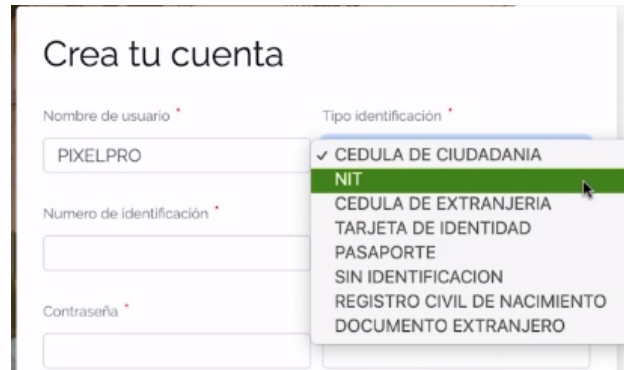 Crea tu cuenta
Nombre de usuario *
Tipo identificación *
PIXELPRO
✓ CEDULA DE CIUDADANIA
NIT
CEDULA DE EXTRANJERIA
TARJETA DE IDENTIDAD
PASAPORTE
SIN IDENTIFICACION
REGISTRO CIVIL DE NACIMIENTO
DOCUMENTO EXTRANJERO
Numero de identificación *
Contraseña *